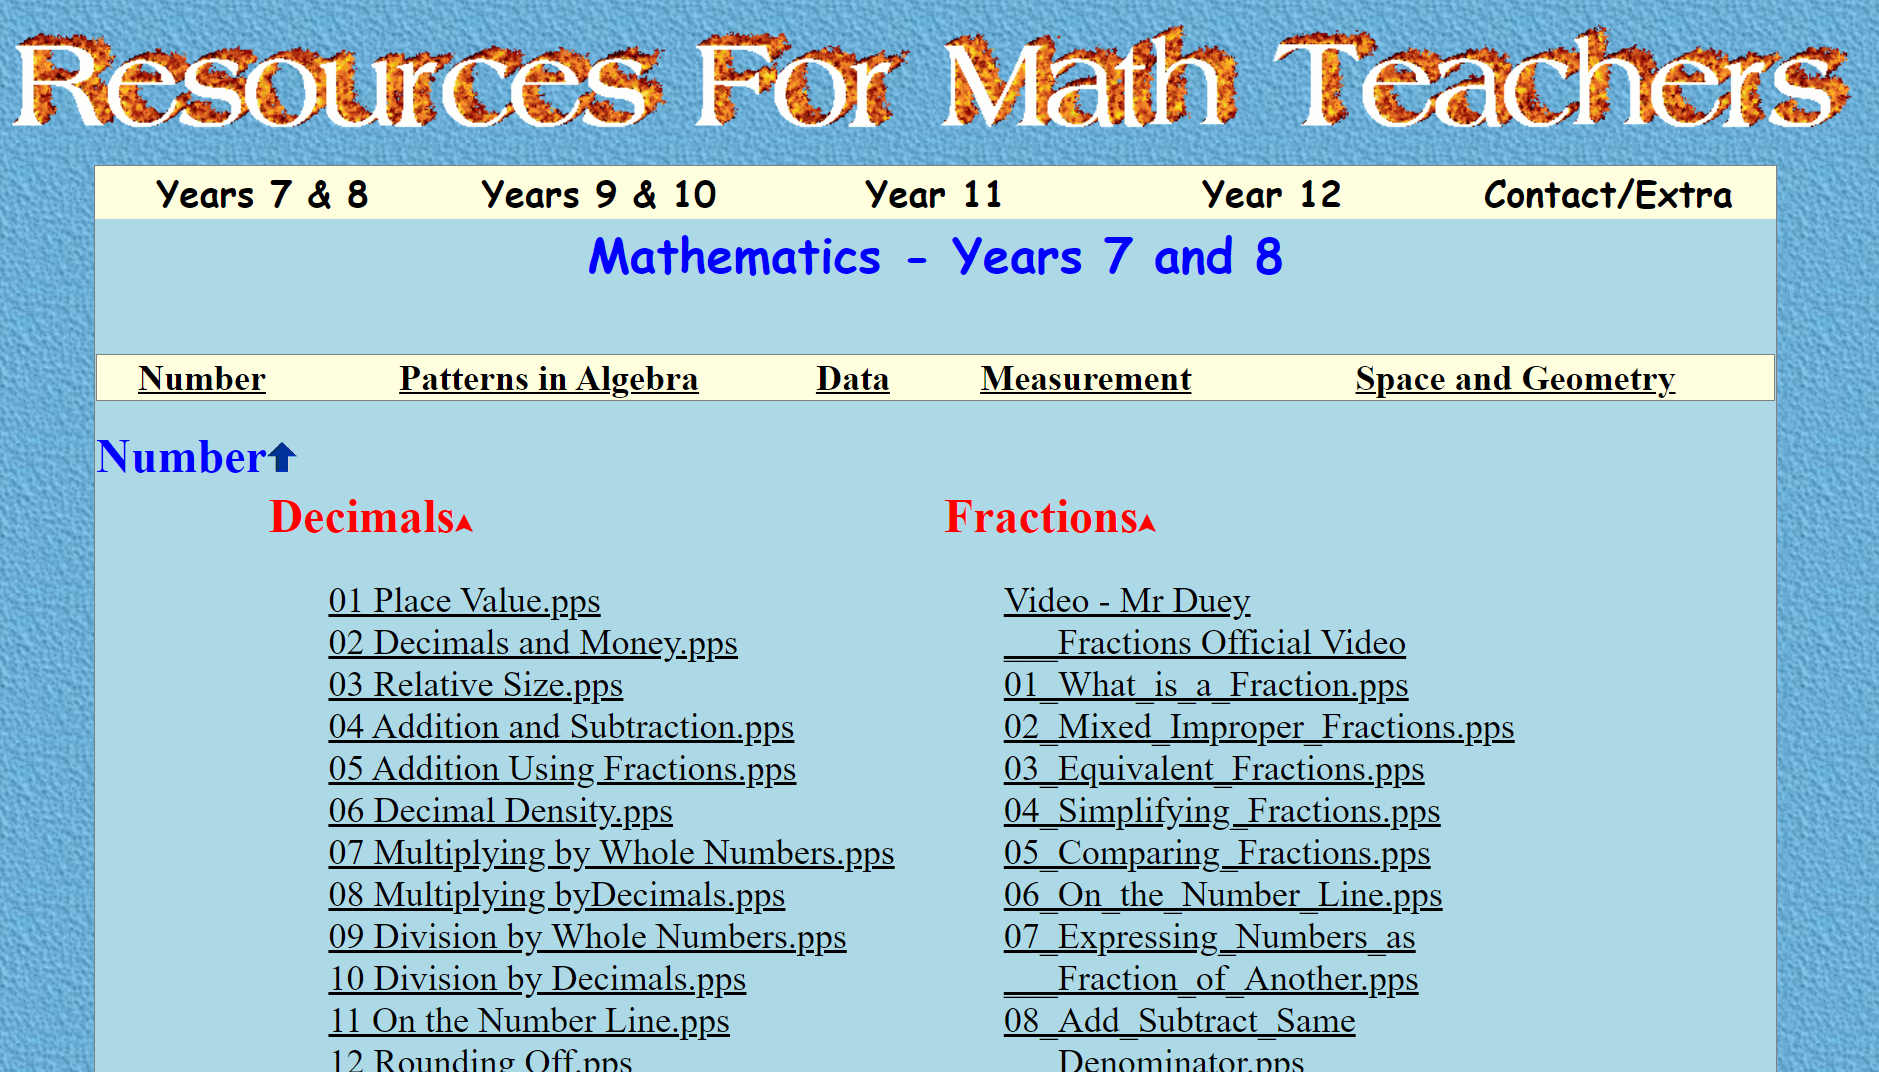 Resources For Math Teachers
Years 7 & 8 Years 9 & 10 Year 11 Year 12 Contact/Extra
Mathematics - Years 7 and 8
Number Patterns in Algebra Data Measurement Space and Geometry
Number
Decimals
01 Place Value.pps
02 Decimals and Money.pps
03 Relative Size.pps
04 Addition and Subtraction.pps
05 Addition Using Fractions.pps
06 Decimal Density.pps
07 Multiplying by Whole Numbers.pps
08 Multiplying byDecimals.pps
09 Division by Whole Numbers.pps
10 Division by Decimals.pps
11 On the Number Line.pps
12 Rounding Off.pps
Fractions
Video - Mr Duey
___Fractions Official Video
01_What_is_a_Fraction.pps
02_Mixed_Improper_Fractions.pps
03_Equivalent_Fractions.pps
04_Simplifying_Fractions.pps
05_Comparing_Fractions.pps
06_On_the_Number_Line.pps
07_Expressing_Numbers_as
___Fraction_of_Another.pps
08_Add_Subtract_Same
Denominator.pps